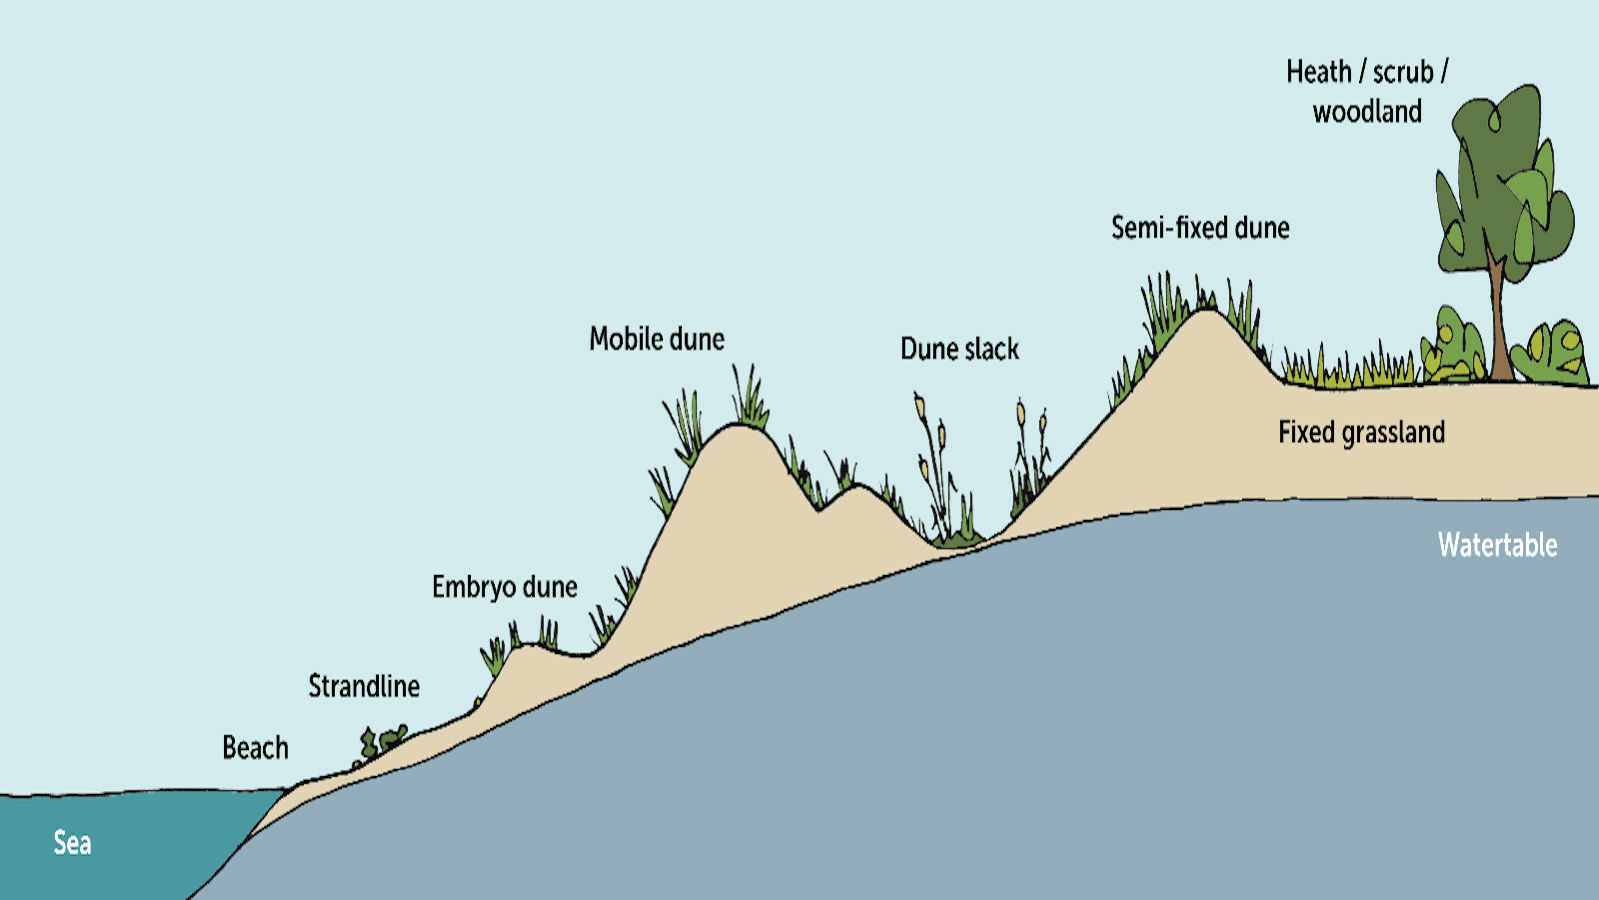 Heath / scrub /
woodland
Semi-fixed dune
Mobile dune
Dune slack
Fixed grassland
Watertable
Embryo dune
Strandline
Beach
Sea